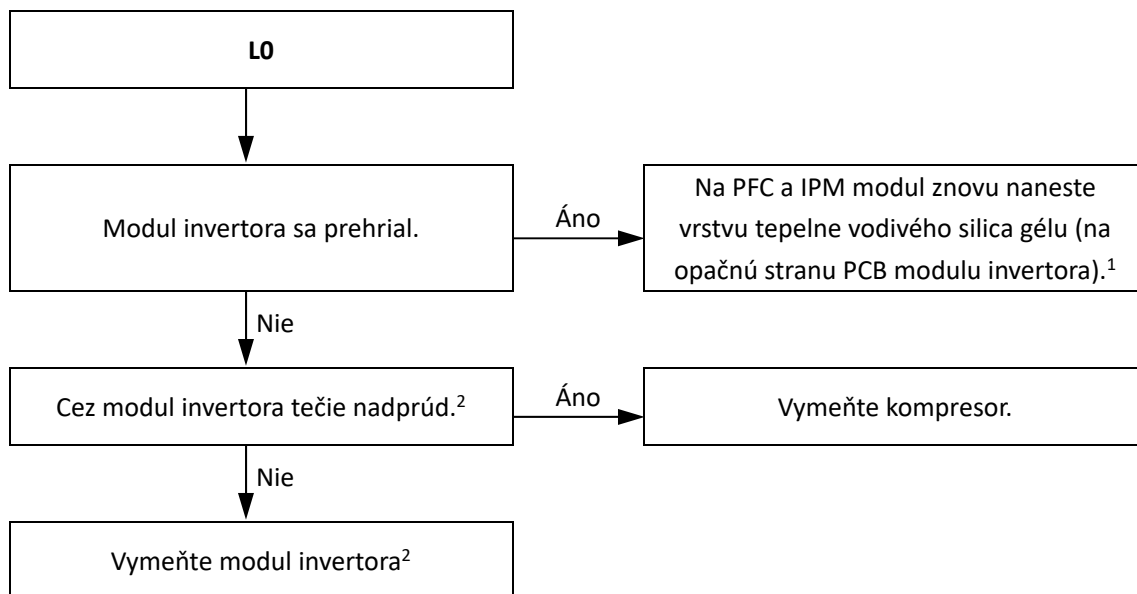 L0
Modul invertora sa prehrial.
Áno
Na PFC a IPM modul znovu naneste
vrstvu tepelne vodivého silica gélu (na
opačnú stranu PCB modulu invertora).¹
Nie
Cez modul invertora tečie nadprúd.²
Áno
Vymeňte kompresor.
Nie
Vymeňte modul invertora²